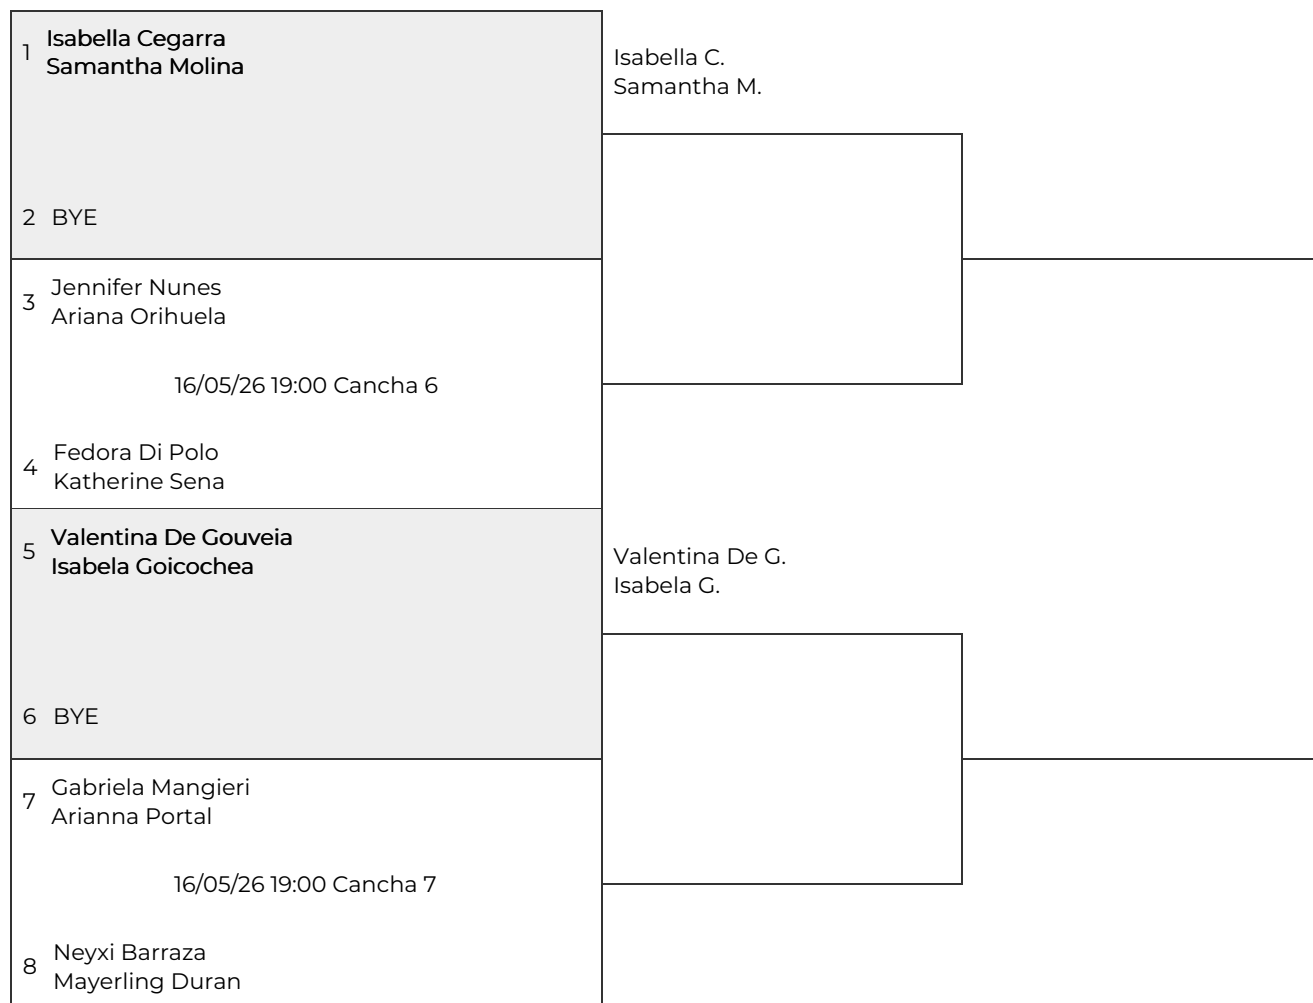 1 Isabella Cegarra
Samantha Molina
Isabella C.
Samantha M.
2 BYE
3 Jennifer Nunes
Ariana Orihuela
16/05/26 19:00 Cancha 6
4 Fedora Di Polo
Katherine Sena
5 Valentina De Gouveia
Isabela Goicochea
Valentina De G.
Isabela G.
6 BYE
7 Gabriela Mangieri
Arianna Portal
16/05/26 19:00 Cancha 7
8 Neyxi Barraza
Mayerling Duran